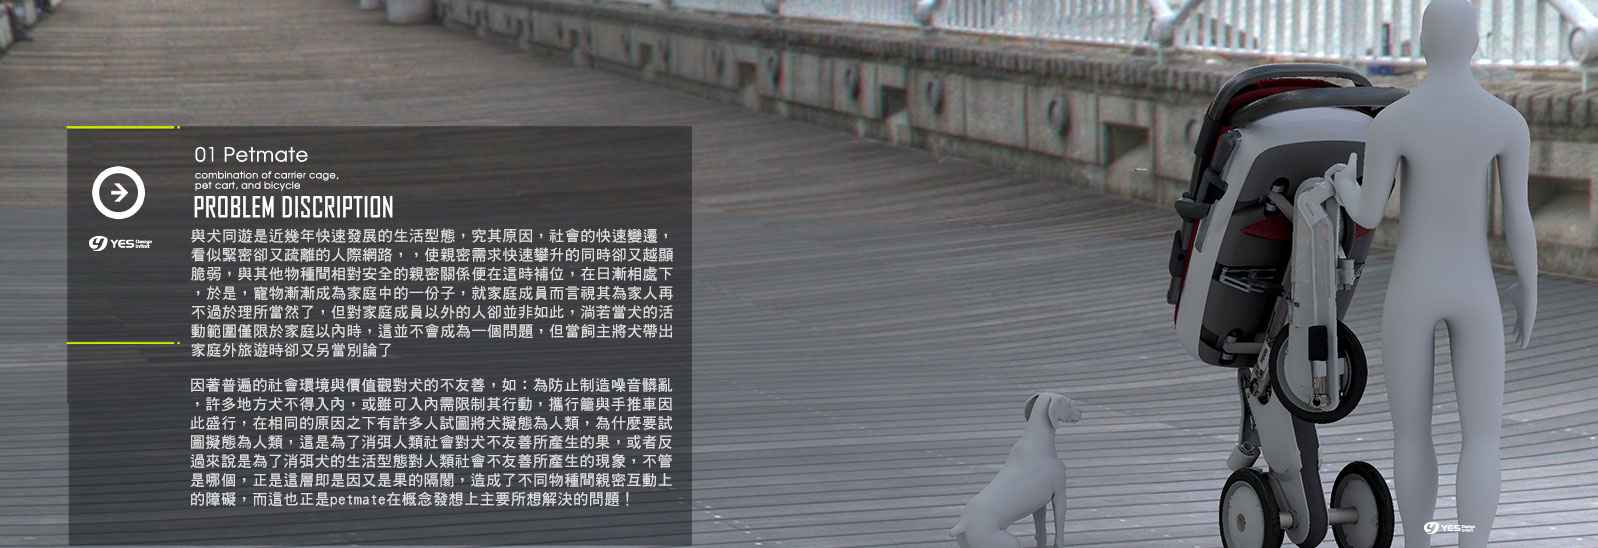 01 Petmate
combination of carrier cage,
pet cart, and bicycle
PROBLEM DISCRIPTION
YES Design
與犬同遊是近幾年快速發展的生活型態，究其原因，社會的快速變遷，
看似緊密卻又疏離的人際網路，，使親密需求快速攀升的同時卻又越顯
脆弱，與其他物種間相對安全的親密關係便在這時補位，在日漸相處下
，於是，寵物漸漸成為家庭中的一份子，就家庭成員而言視其為家人再
不過於理所當然了，但對家庭成員以外的人卻並非如此，淌若當犬的活
動範圍僅限於家庭以內時，這並不會成為一個問題，但當飼主將犬帶出
家庭外旅遊時卻又另當別論了
因著普遍的社會環境與價值觀對犬的不友善，如：為防止制造噪音髒亂
，許多地方犬不得入內，或雖可入內需限制其行動，攜行籠與手推車因
此盛行，在相同的原因之下有許多人試圖將犬擬態為人類，為什麼要試
圖擬態為人類，這是為了消弭人類社會對犬不友善所產生的果，或者反
過來說是為了消弭犬的生活型態對人類社會不友善所產生的現象，不管
是哪個，正是這層即是因又是果的隔閡，造成了不同物種間親密互動上
的障礙，而這也正是petmate在概念發想上主要所想解決的問題！
YES Design